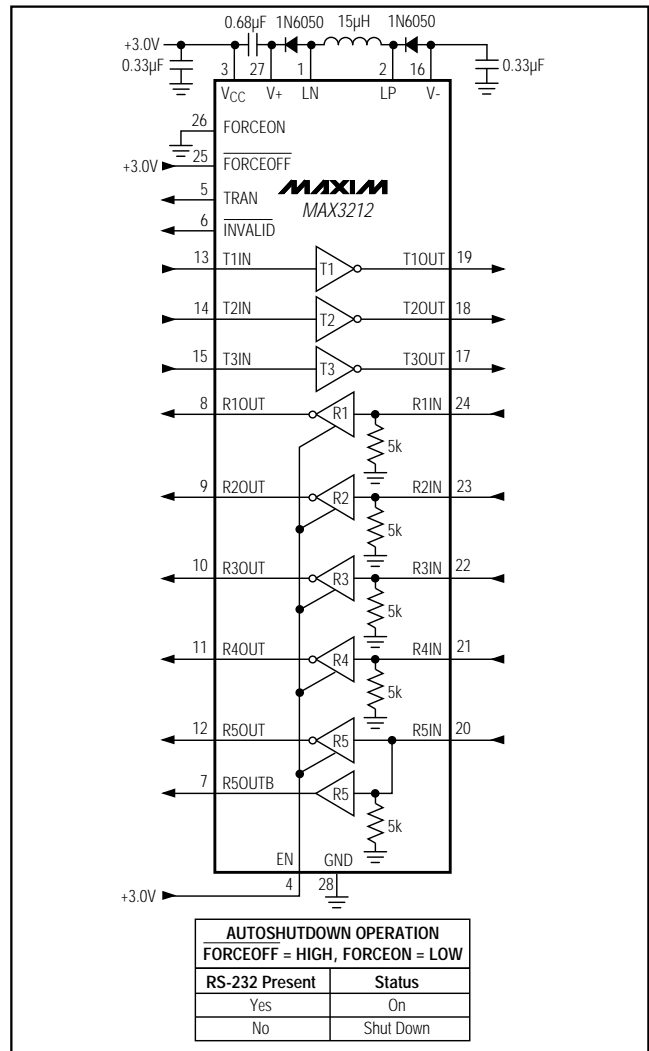 0.68µF 1N6050 15µH 1N6050
+3.0V
0.33µF 0.33µF
3 27 1 2 16
VCC V+ LN LP V-
26 FORCEON
+3.0V 25 FORCEOFF
5 TRAN
6 INVALID
MAXIM
MAX3212
13 T1IN T1 T1OUT 19
14 T2IN T2 T2OUT 18
15 T3IN T3 T3OUT 17
8 R1OUT R1 R1IN 24
5k
9 R2OUT R2 R2IN 23
5k
10 R3OUT R3 R3IN 22
5k
11 R4OUT R4 R4IN 21
5k
12 R5OUT R5 R5IN 20
7 R5OUTB R5
5k
EN GND
+3.0V 4 28
AUTOSHUTDOWN OPERATION
FORCEOFF = HIGH, FORCEON = LOW
RS-232 Present Status
Yes On
No Shut Down